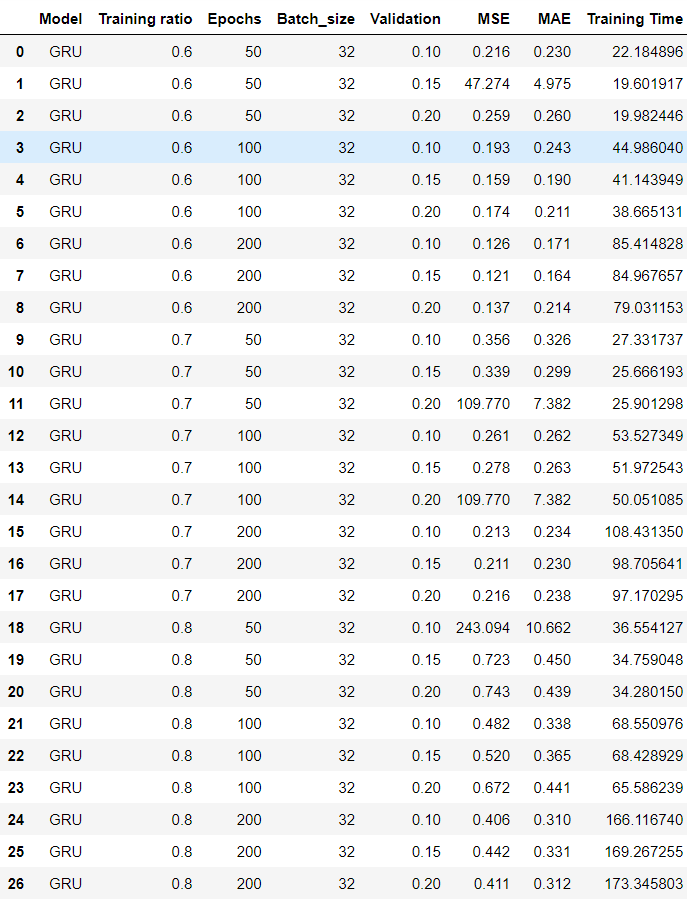 Model Training ratio Epochs Batch_size Validation MSE MAE Training Time
0 GRU 0.6 50 32 0.10 0.216 0.230 22.184896
1 GRU 0.6 50 32 0.15 47.274 4.975 19.601917
2 GRU 0.6 50 32 0.20 0.259 0.260 19.982446
3 GRU 0.6 100 32 0.10 0.193 0.243 44.986040
4 GRU 0.6 100 32 0.15 0.159 0.190 41.143949
5 GRU 0.6 100 32 0.20 0.174 0.211 38.665131
6 GRU 0.6 200 32 0.10 0.126 0.171 85.414828
7 GRU 0.6 200 32 0.15 0.121 0.164 84.967657
8 GRU 0.6 200 32 0.20 0.137 0.214 79.031153
9 GRU 0.7 50 32 0.10 0.356 0.326 27.331737
10 GRU 0.7 50 32 0.15 0.339 0.299 25.666193
11 GRU 0.7 50 32 0.20 109.770 7.382 25.901298
12 GRU 0.7 100 32 0.10 0.261 0.262 53.527349
13 GRU 0.7 100 32 0.15 0.278 0.263 51.972543
14 GRU 0.7 100 32 0.20 109.770 7.382 50.051085
15 GRU 0.7 200 32 0.10 0.213 0.234 108.431350
16 GRU 0.7 200 32 0.15 0.211 0.230 98.705641
17 GRU 0.7 200 32 0.20 0.216 0.238 97.170295
18 GRU 0.8 50 32 0.10 243.094 10.662 36.554127
19 GRU 0.8 50 32 0.15 0.723 0.450 34.759048
20 GRU 0.8 50 32 0.20 0.743 0.439 34.280150
21 GRU 0.8 100 32 0.10 0.482 0.338 68.550976
22 GRU 0.8 100 32 0.15 0.520 0.365 68.428929
23 GRU 0.8 100 32 0.20 0.672 0.441 65.586239
24 GRU 0.8 200 32 0.10 0.406 0.310 166.116740
25 GRU 0.8 200 32 0.15 0.442 0.331 169.267255
26 GRU 0.8 200 32 0.20 0.411 0.312 173.345803